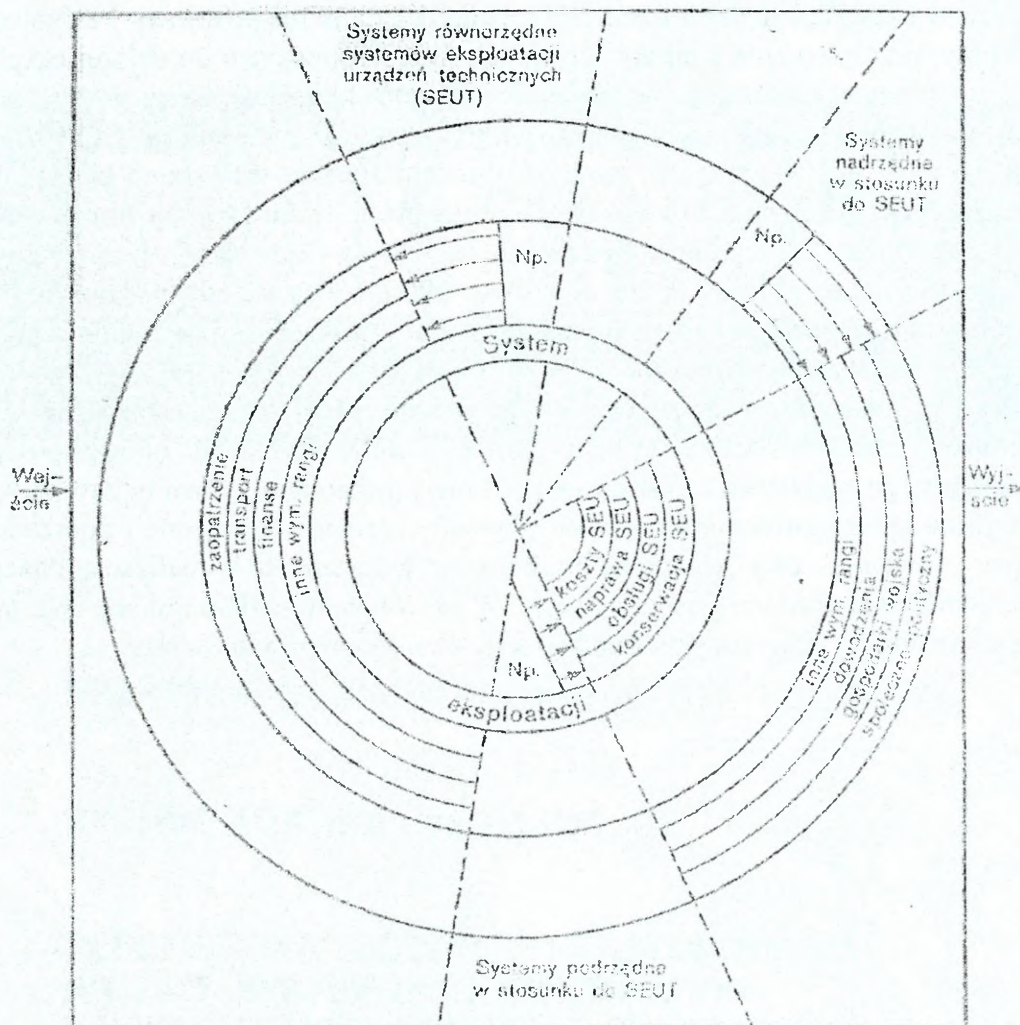 Systemy równorzędne
systemów eksploatacji
urządzeń technicznych
(SEUT)
Systemy
nadrzędne
w stosunku
do SEUT
Np.
Np.
System
Wej-
ście
Wyj-
ście
zaopatrzenie
transport
finanse
inne wym. rangi
koszty SEU
naprawa SEU
obsługi SEU
konserwacja SEU
inne wym. rangi
dowodzenia
gospodarki wojska
społeczno-polityczny
Np.
eksploatacji
Systemy podrzędne
w stosunku do SEUT